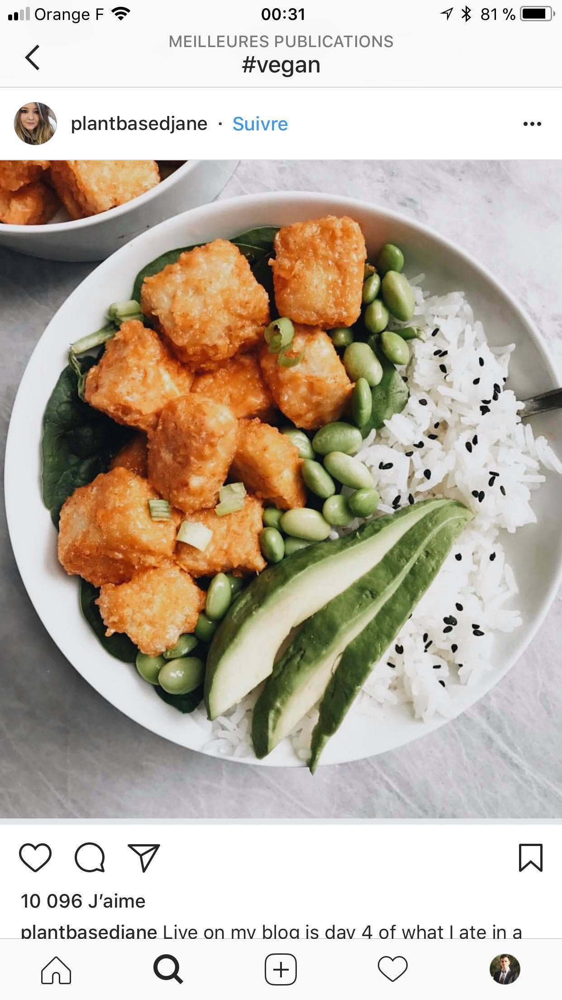 Orange F 00:31 81 %
MEILLEURES PUBLICATIONS
#vegan
plantbasedjane · Suivre
10 096 J’aime
plantbasedjane Live on my blog is day 4 of what I ate in a